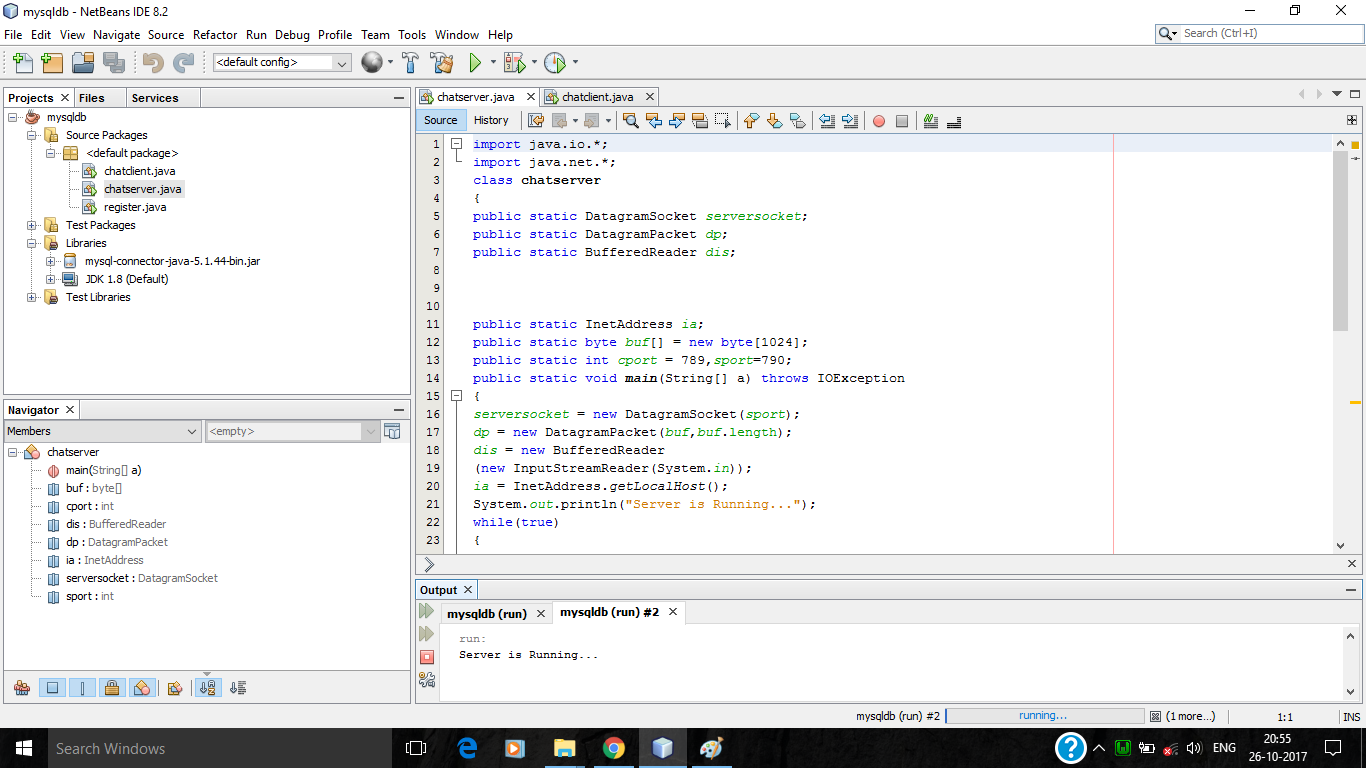 mysqldb - NetBeans IDE 8.2
File Edit View Navigate Source Refactor Run Debug Profile Team Tools Window Help
Search (Ctrl+I)
<default config>
Projects Files Services
mysqldb
Source Packages
<default package>
chatclient.java
chatserver.java
register.java
Test Packages
Libraries
mysql-connector-java-5.1.44-bin.jar
JDK 1.8 (Default)
Test Libraries
Navigator
Members <empty>
chatserver
main(String[] a)
buf : byte[]
cport : int
dis : BufferedReader
dp : DatagramPacket
ia : InetAddress
serversocket : DatagramSocket
sport : int
chatserver.java chatclient.java
Source History
1 import java.io.*;
2 import java.net.*;
3 class chatserver
4 {
5 public static DatagramSocket serversocket;
6 public static DatagramPacket dp;
7 public static BufferedReader dis;
8
9
10
11 public static InetAddress ia;
12 public static byte buf[] = new byte[1024];
13 public static int cport = 789,sport=790;
14 public static void main(String[] a) throws IOException
15 {
16 serversocket = new DatagramSocket(sport);
17 dp = new DatagramPacket(buf,buf.length);
18 dis = new BufferedReader
19 (new InputStreamReader(System.in));
20 ia = InetAddress.getLocalHost();
21 System.out.println("Server is Running...");
22 while(true)
23 {
Output
mysqldb (run) mysqldb (run) #2
run:
Server is Running...
mysqldb (run) #2 running... (1 more...) 1:1 INS
Search Windows
ENG
20:55
26-10-2017